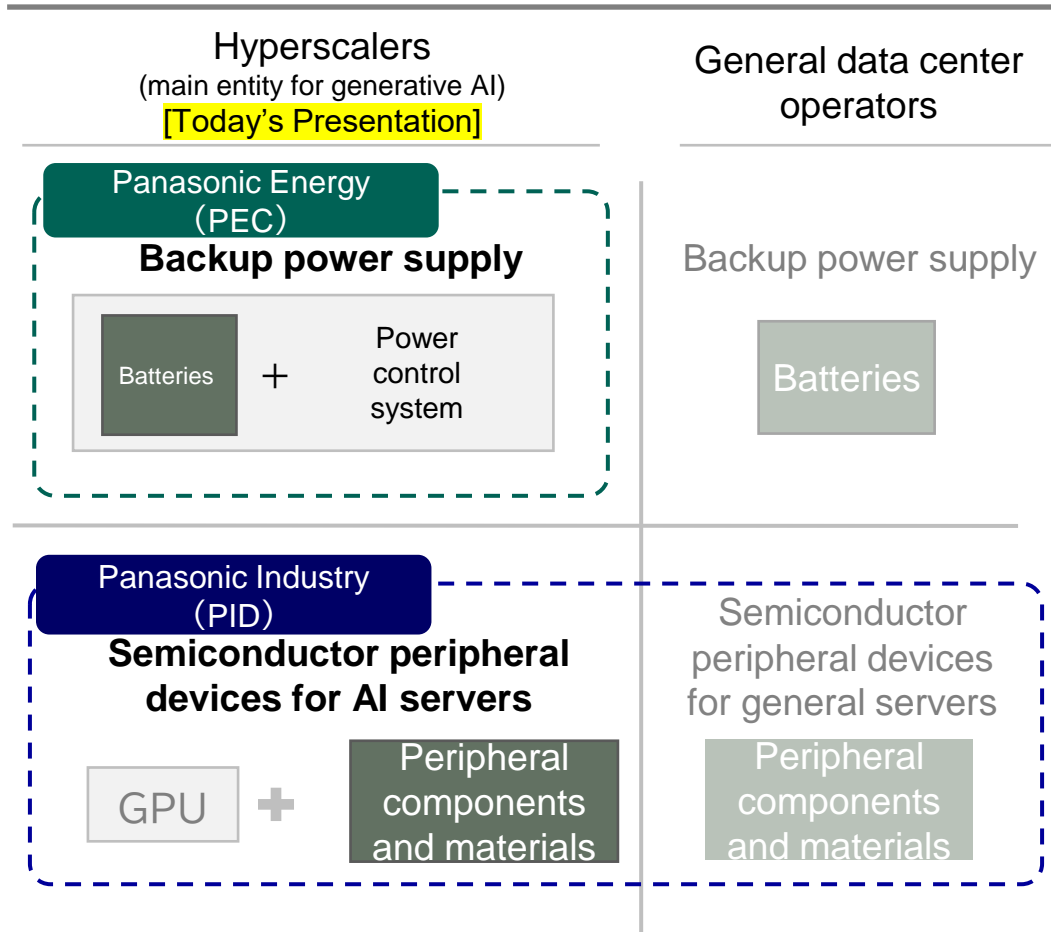 Hyperscalers
(main entity for generative AI)
[Today's Presentation]
General data center
operators
Panasonic Energy
(PEC)
Backup power supply
Batteries
+
Power
control
system
Backup power supply
Batteries
Panasonic Industry
(PID)
Semiconductor peripheral
devices for AI servers
GPU
Peripheral
components
and materials
Semiconductor
peripheral devices
for general servers
Peripheral
components
and materials